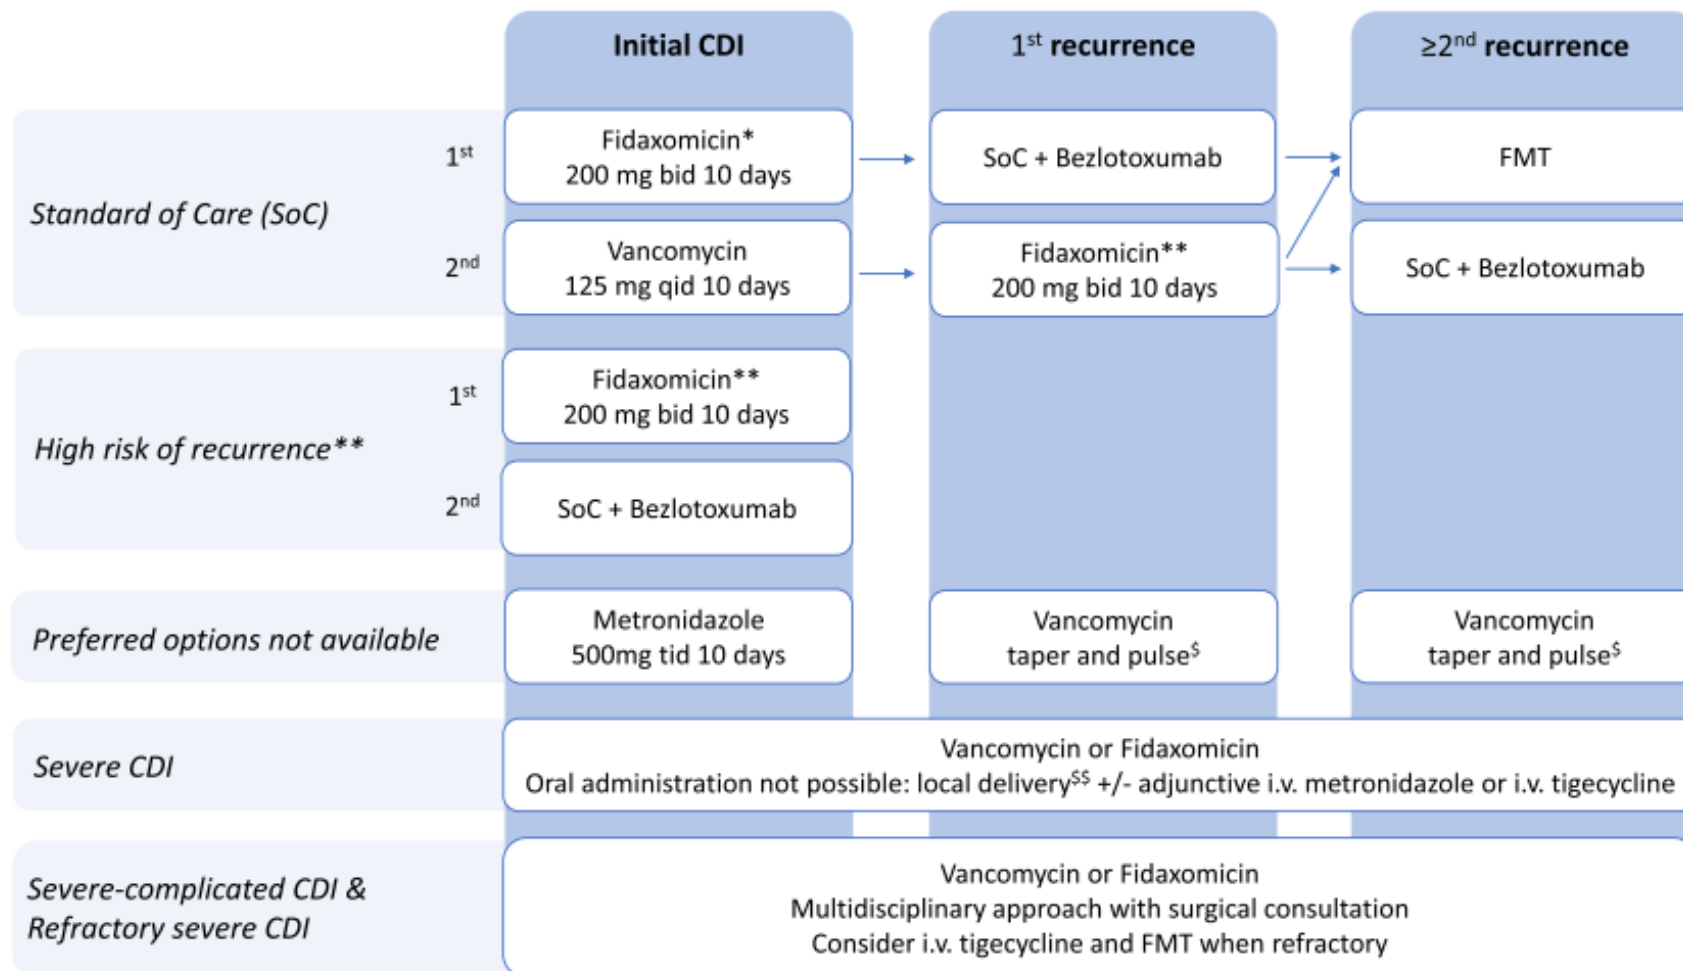 Initial CDI
1st recurrence
≥2nd recurrence
Standard of Care (SoC)
1st
Fidaxomicin*
200 mg bid 10 days
SoC + Bezlotoxumab
FMT
2nd
Vancomycin
125 mg qid 10 days
Fidaxomicin**
200 mg bid 10 days
SoC + Bezlotoxumab
High risk of recurrence**
1st
Fidaxomicin**
200 mg bid 10 days
2nd
SoC + Bezlotoxumab
Preferred options not available
Metronidazole
500mg tid 10 days
Vancomycin
taper and pulse$
Vancomycin
taper and pulse$
Severe CDI
Vancomycin or Fidaxomicin
Oral administration not possible: local delivery$$ +/- adjunctive i.v. metronidazole or i.v. tigecycline
Severe-complicated CDI &
Refractory severe CDI
Vancomycin or Fidaxomicin
Multidisciplinary approach with surgical consultation
Consider i.v. tigecycline and FMT when refractory